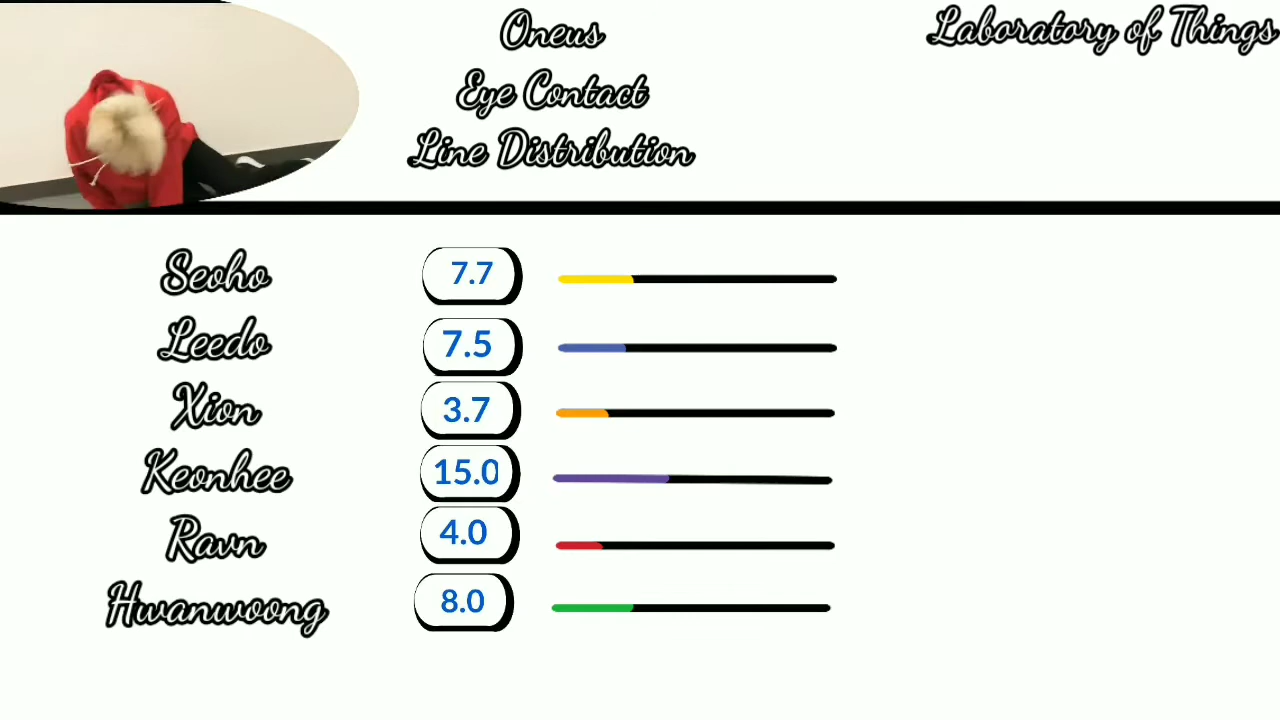 Oneus
Eye Contact
Line Distribution
Laboratory of Things
Seoho 7.7
Leedo 7.5
Xion 3.7
Keonhee 15.0
Ravn 4.0
Hwanwoong 8.0